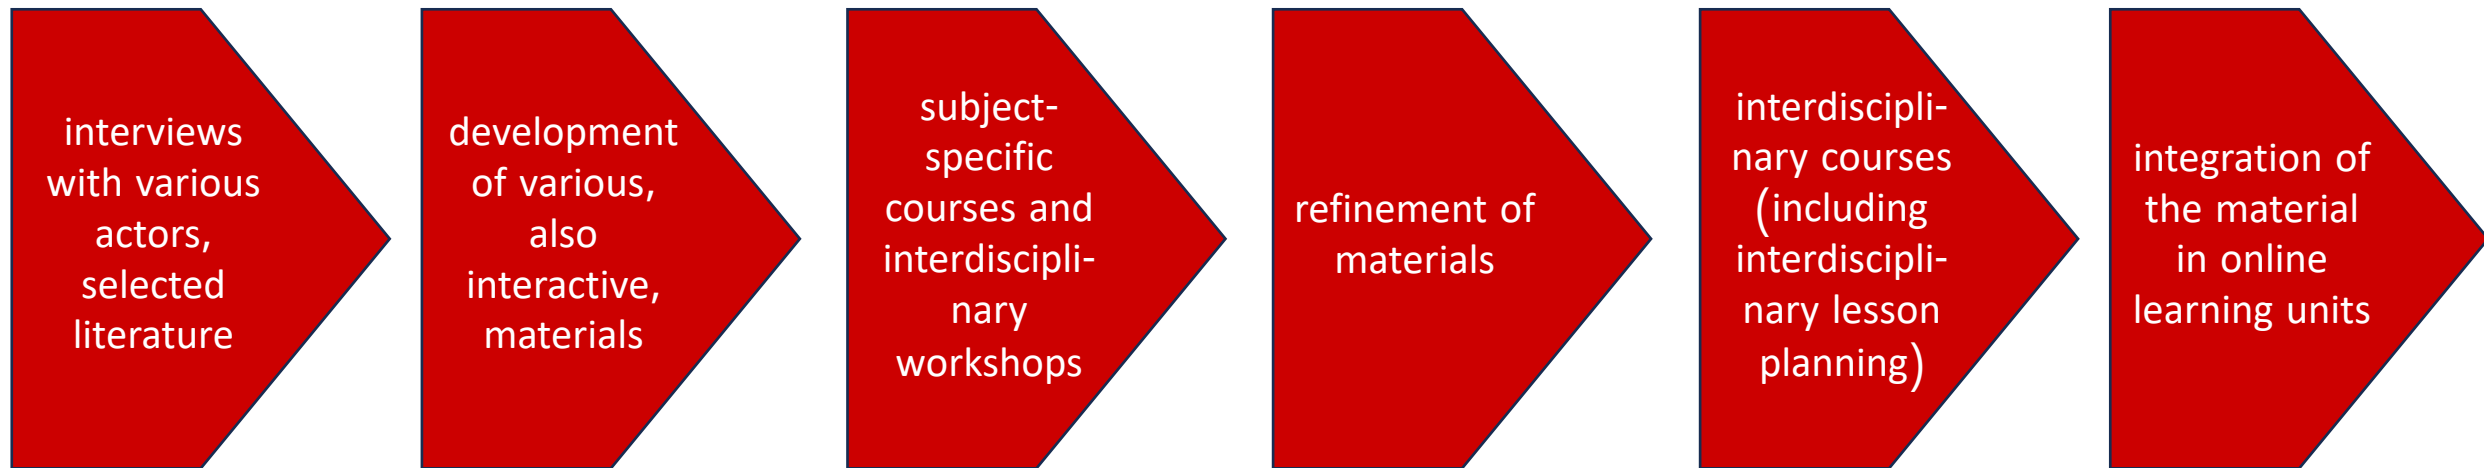 interviews
with various
actors,
selected
literature
development
of various,
also
interactive,
materials
subject-
specific
courses and
interdiscipli-
nary
workshops
refinement of
materials
interdiscipli-
nary courses
(including
interdiscipli-
nary lesson
planning)
integration of
the material
in online
learning units